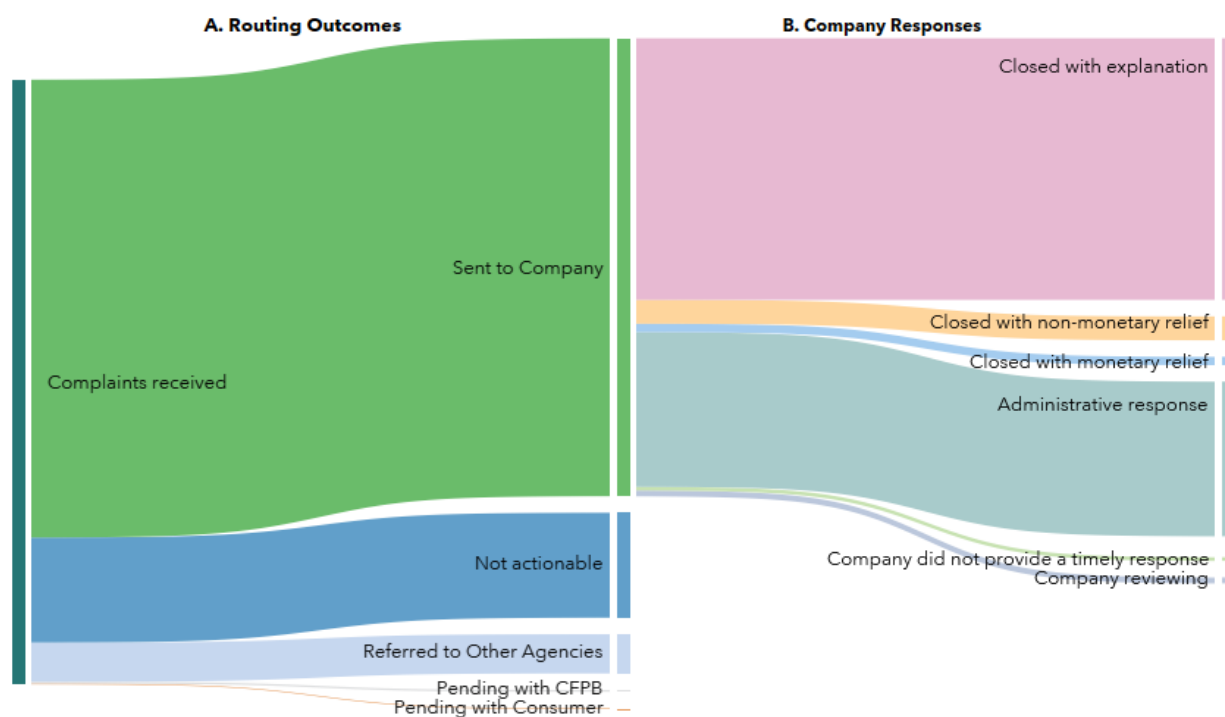 A. Routing Outcomes
B. Company Responses
Complaints received
Sent to Company
Not actionable
Referred to Other Agencies
Pending with CFPB
Pending with Consumer
Closed with explanation
Closed with non-monetary relief
Closed with monetary relief
Administrative response
Company did not provide a timely response
Company reviewing